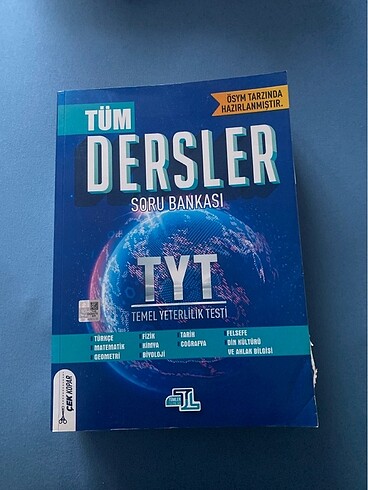 ÖSYM TARZINDA
HAZIRLANMIŞTIR.
TÜM
DERSLER
SORU BANKASI
TYT
TEMEL YETERLİLİK TESTİ
TÜRKÇE
MATEMATİK
GEOMETRİ
FİZİK
KİMYA
BİYOLOJİ
TARİH
COĞRAFYA
FELSEFE
DİN KÜLTÜRÜ
VE AHLAK BİLGİSİ
ÇEK KOPAR